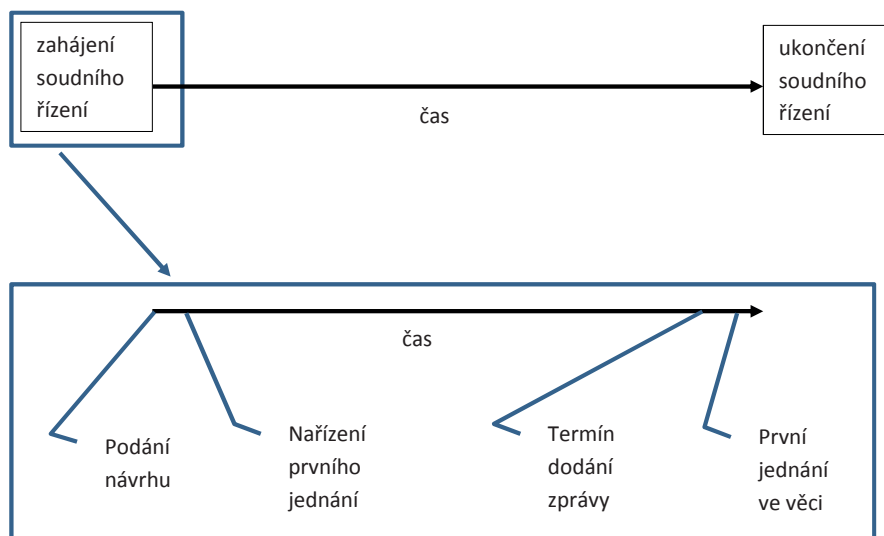 zahájení
soudního
řízení
čas
ukončení
soudního
řízení
čas
Podání
návrhu
Nařízení
prvního
jednání
Termín
dodání
zprávy
První
jednání
ve věci